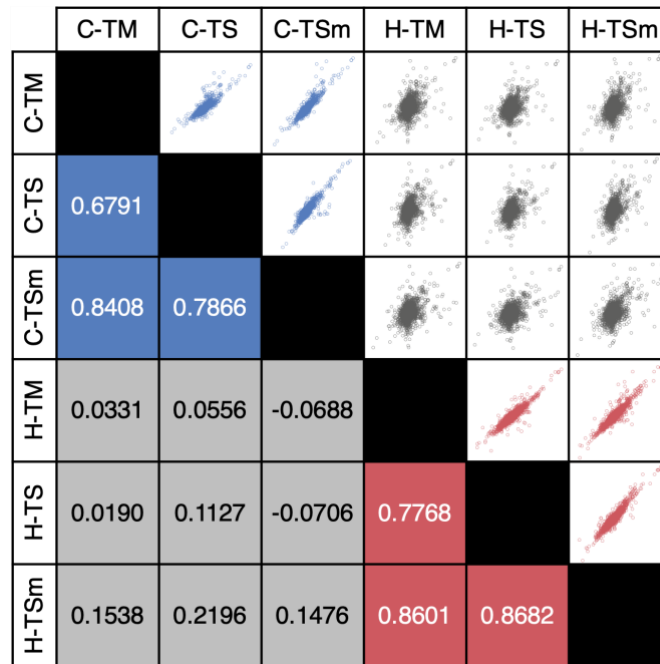 C-TM C-TS C-TSm H-TM H-TS H-TSm
C-TM
C-TS 0.6791
C-TSm 0.8408 0.7866
H-TM 0.0331 0.0556 -0.0688
H-TS 0.0190 0.1127 -0.0706 0.7768
H-TSm 0.1538 0.2196 0.1476 0.8601 0.8682